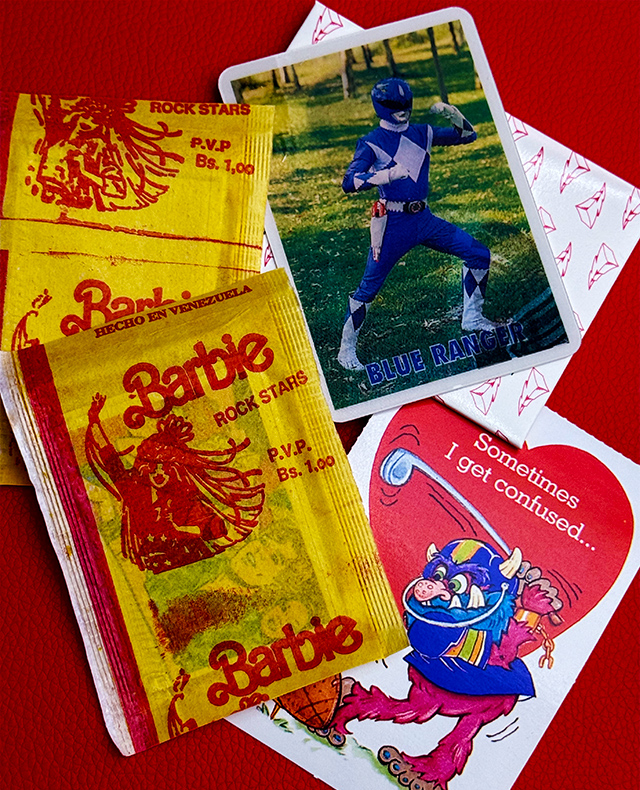 ROCK STARS
P.V.P
Bs. 1,00
Barbie
HECHO EN VENEZUELA
Barbie
ROCK STARS
P.V.P.
Bs. 1.00
Barbie
BLUE RANGER
Sometimes
I get confused...